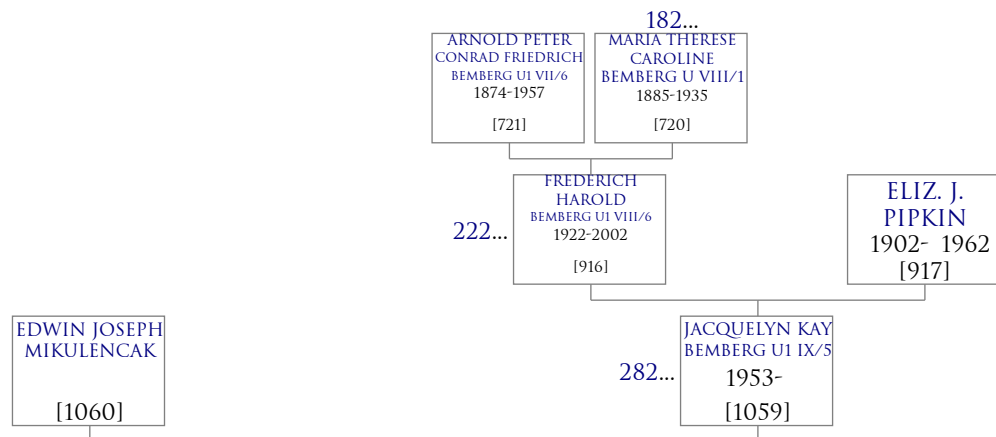 182...
ARNOLD PETER
CONRAD FRIEDRICH
BEMBERG U1 VII/6
1874-1957
[721]
MARIA THERESE
CAROLINE
BEMBERG U VIII/1
1885-1935
[720]
222...
FREDERICH
HAROLD
BEMBERG U1 VIII/6
1922-2002
[916]
ELIZ. J.
PIPKIN
1902- 1962
[917]
EDWIN JOSEPH
MIKULENCAK
[1060]
282...
JACQUELYN KAY
BEMBERG U1 IX/5
1953-
[1059]